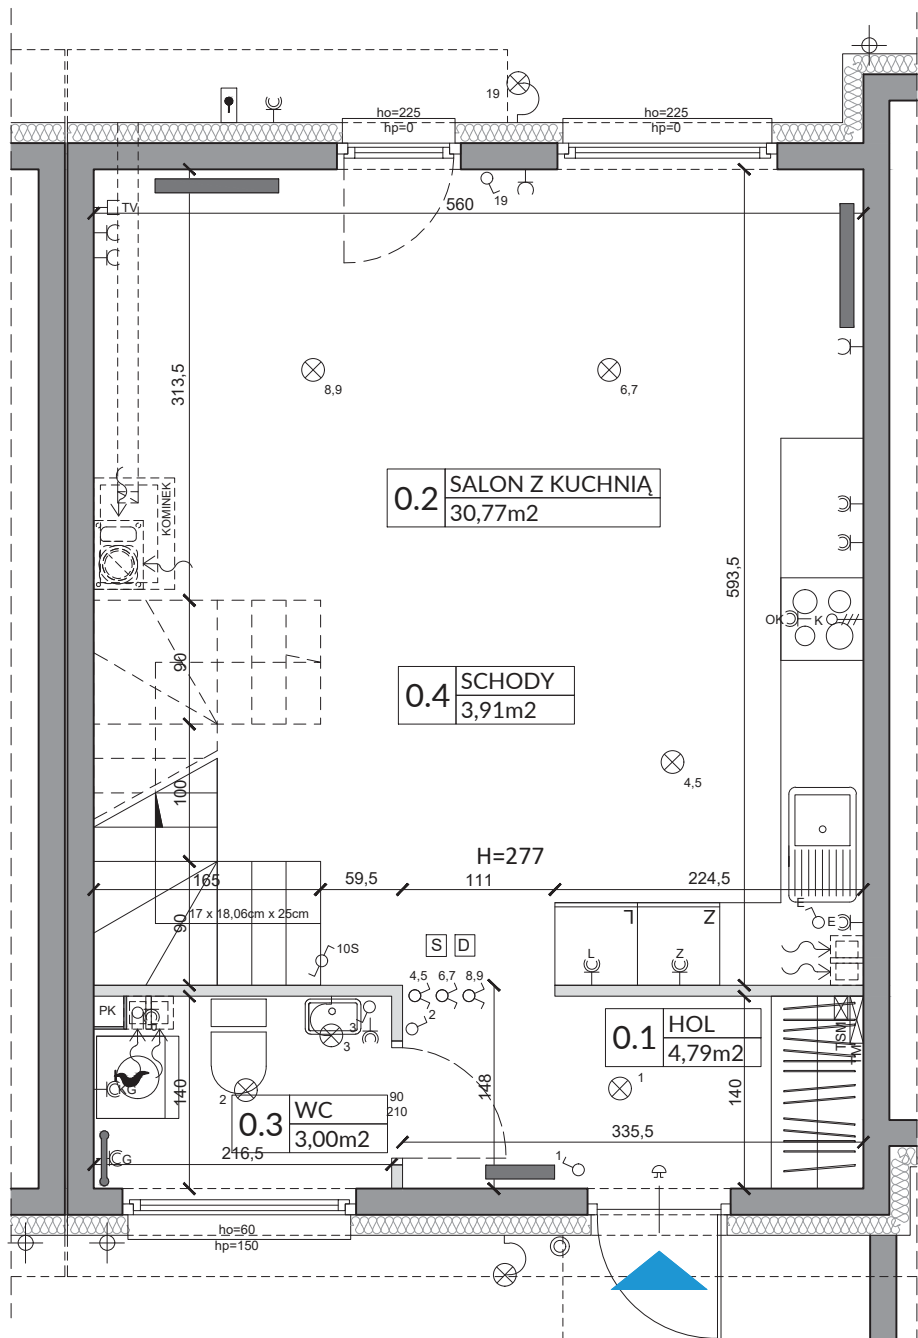 19
ho=225
hp=0
ho=225
hp=0
TV
19
560
313,5
8,9
6,7
KOMINEK
0.2
SALON Z KUCHNIĄ
30,77m2
593,5
OK
K
90
0.4
SCHODY
3,91m2
4,5
100
H=277
165
59,5
111
224,5
17 x 18,06cm x 25cm
90
L
Z
E
E
10S
S
D
L
Z
4,5
6,7
8,9
2
PK
3
3
0.1
HOL
4,79m2
TSM
TM
KG
140
2
1
148
140
90
210
0.3
WC
3,00m2
335,5
G
216,5
1
ho=60
hp=150